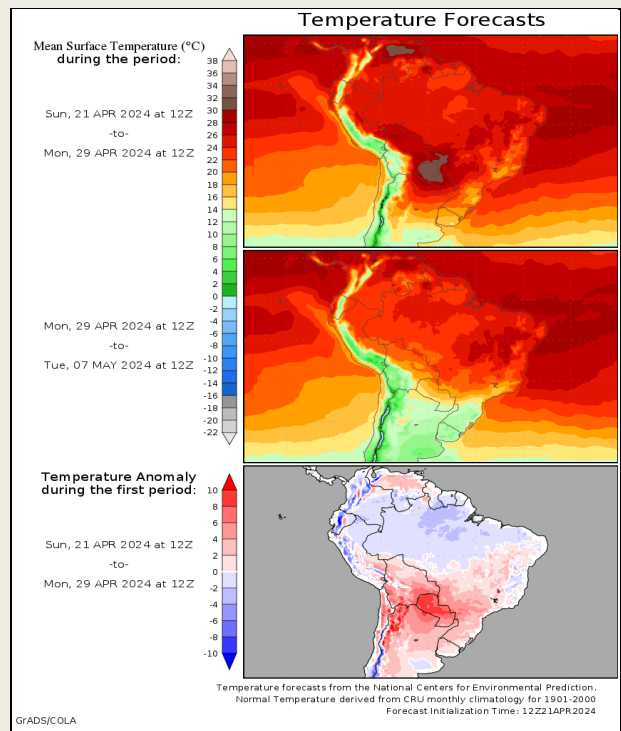 Temperature Forecasts
Mean Surface Temperature (°C)
during the period:
Sun, 21 APR 2024 at 12Z
-to-
Mon, 29 APR 2024 at 12Z
38
36
34
32
30
28
26
24
22
20
18
16
14
12
10
8
6
4
2
0
-2
-4
-6
-8
-10
-12
-14
-16
-18
-20
-22
Mon, 29 APR 2024 at 12Z
-to-
Tue, 07 MAY 2024 at 12Z
Temperature Anomaly
during the first period:
Sun, 21 APR 2024 at 12Z
-to-
Mon, 29 APR 2024 at 12Z
10
8
6
4
2
0
-2
-4
-6
-8
-10
Temperature forecasts from the National Centers for Environmental Prediction.
Normal Temperature derived from CRU monthly climatology for 1901-2000
Forecast Initialization Time: 12Z21APR2024
GrADS/COLA